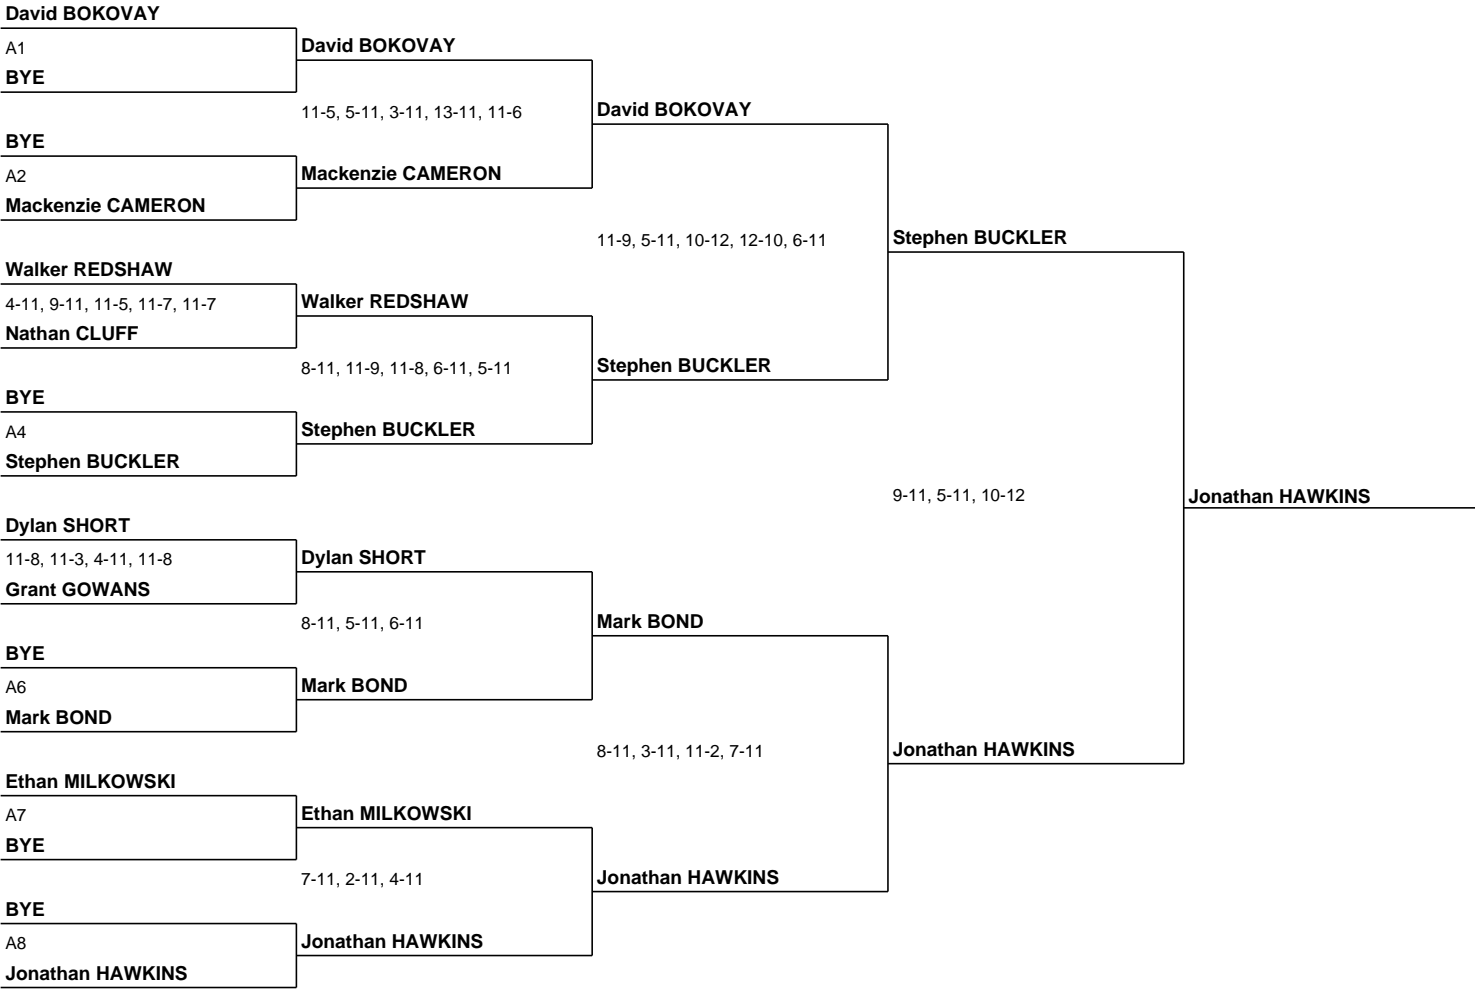 David BOKOVAY
A1
BYE
BYE
A2
Mackenzie CAMERON
Walker REDSHAW
4-11, 9-11, 11-5, 11-7, 11-7
Nathan CLUFF
BYE
A4
Stephen BUCKLER
Dylan SHORT
11-8, 11-3, 4-11, 11-8
Grant GOWANS
BYE
A6
Mark BOND
Ethan MILKOWSKI
A7
BYE
BYE
A8
Jonathan HAWKINS
David BOKOVAY
11-5, 5-11, 3-11, 13-11, 11-6
Mackenzie CAMERON
Walker REDSHAW
8-11, 11-9, 11-8, 6-11, 5-11
Stephen BUCKLER
Dylan SHORT
8-11, 5-11, 6-11
Mark BOND
Ethan MILKOWSKI
7-11, 2-11, 4-11
Jonathan HAWKINS
David BOKOVAY
11-9, 5-11, 10-12, 12-10, 6-11
Stephen BUCKLER
Mark BOND
8-11, 3-11, 11-2, 7-11
Jonathan HAWKINS
Stephen BUCKLER
9-11, 5-11, 10-12
Jonathan HAWKINS
Jonathan HAWKINS